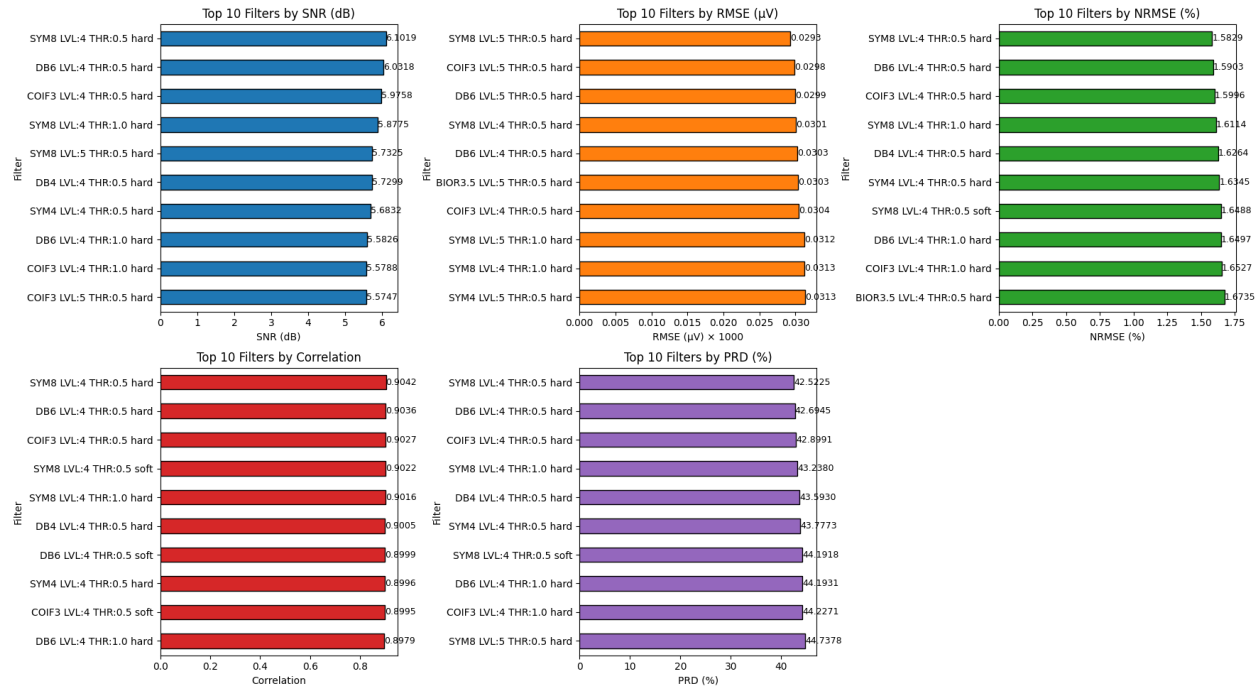 Top 10 Filters by SNR (dB)
Filter
SYM8 LVL:4 THR:0.5 hard 6.1019
DB6 LVL:4 THR:0.5 hard 6.0318
COIF3 LVL:4 THR:0.5 hard 5.9758
SYM8 LVL:4 THR:1.0 hard 5.8775
SYM8 LVL:5 THR:0.5 hard 5.7325
DB4 LVL:4 THR:0.5 hard 5.7299
SYM4 LVL:4 THR:0.5 hard 5.6832
DB6 LVL:4 THR:1.0 hard 5.5826
COIF3 LVL:4 THR:1.0 hard 5.5788
COIF3 LVL:5 THR:0.5 hard 5.5747
0 1 2 3 4 5 6
SNR (dB)
Top 10 Filters by RMSE (µV)
Filter
SYM8 LVL:5 THR:0.5 hard 0.0293
COIF3 LVL:5 THR:0.5 hard 0.0298
DB6 LVL:5 THR:0.5 hard 0.0299
SYM8 LVL:4 THR:0.5 hard 0.0301
DB6 LVL:4 THR:0.5 hard 0.0303
BIOR3.5 LVL:5 THR:0.5 hard 0.0303
COIF3 LVL:4 THR:0.5 hard 0.0304
SYM8 LVL:5 THR:1.0 hard 0.0312
SYM8 LVL:4 THR:1.0 hard 0.0313
SYM4 LVL:5 THR:0.5 hard 0.0313
0.000 0.005 0.010 0.015 0.020 0.025 0.030
RMSE (µV) × 1000
Top 10 Filters by NRMSE (%)
Filter
SYM8 LVL:4 THR:0.5 hard 1.5829
DB6 LVL:4 THR:0.5 hard 1.5903
COIF3 LVL:4 THR:0.5 hard 1.5996
SYM8 LVL:4 THR:1.0 hard 1.6114
DB4 LVL:4 THR:0.5 hard 1.6264
SYM4 LVL:4 THR:0.5 hard 1.6345
SYM8 LVL:4 THR:0.5 soft 1.6488
DB6 LVL:4 THR:1.0 hard 1.6497
COIF3 LVL:4 THR:1.0 hard 1.6527
BIOR3.5 LVL:4 THR:0.5 hard 1.6735
0.00 0.25 0.50 0.75 1.00 1.25 1.50 1.75
NRMSE (%)
Top 10 Filters by Correlation
Filter
SYM8 LVL:4 THR:0.5 hard 0.9042
DB6 LVL:4 THR:0.5 hard 0.9036
COIF3 LVL:4 THR:0.5 hard 0.9027
SYM8 LVL:4 THR:0.5 soft 0.9022
SYM8 LVL:4 THR:1.0 hard 0.9016
DB4 LVL:4 THR:0.5 hard 0.9005
DB6 LVL:4 THR:0.5 soft 0.8999
SYM4 LVL:4 THR:0.5 hard 0.8996
COIF3 LVL:4 THR:0.5 soft 0.8995
DB6 LVL:4 THR:1.0 hard 0.8979
0.0 0.2 0.4 0.6 0.8
Correlation
Top 10 Filters by PRD (%)
Filter
SYM8 LVL:4 THR:0.5 hard 42.5225
DB6 LVL:4 THR:0.5 hard 42.6945
COIF3 LVL:4 THR:0.5 hard 42.8991
SYM8 LVL:4 THR:1.0 hard 43.2380
DB4 LVL:4 THR:0.5 hard 43.5930
SYM4 LVL:4 THR:0.5 hard 43.7773
SYM8 LVL:4 THR:0.5 soft 44.1918
DB6 LVL:4 THR:1.0 hard 44.1931
COIF3 LVL:4 THR:1.0 hard 44.2271
SYM8 LVL:5 THR:0.5 hard 44.7378
0 10 20 30 40
PRD (%)